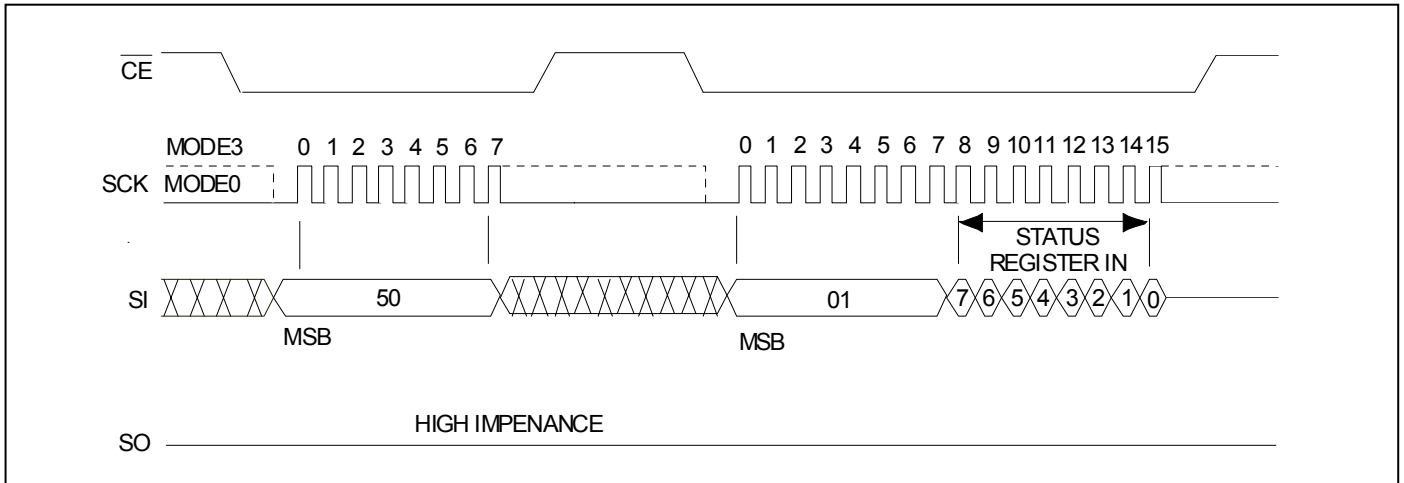 CE
MODE3 0 1 2 3 4 5 6 7 0 1 2 3 4 5 6 7 8 9 10 11 12 13 14 15
SCK MODE0
STATUS
REGISTER IN
SI 50 01 7 6 5 4 3 2 1 0
MSB MSB
HIGH IMPENANCE
SO